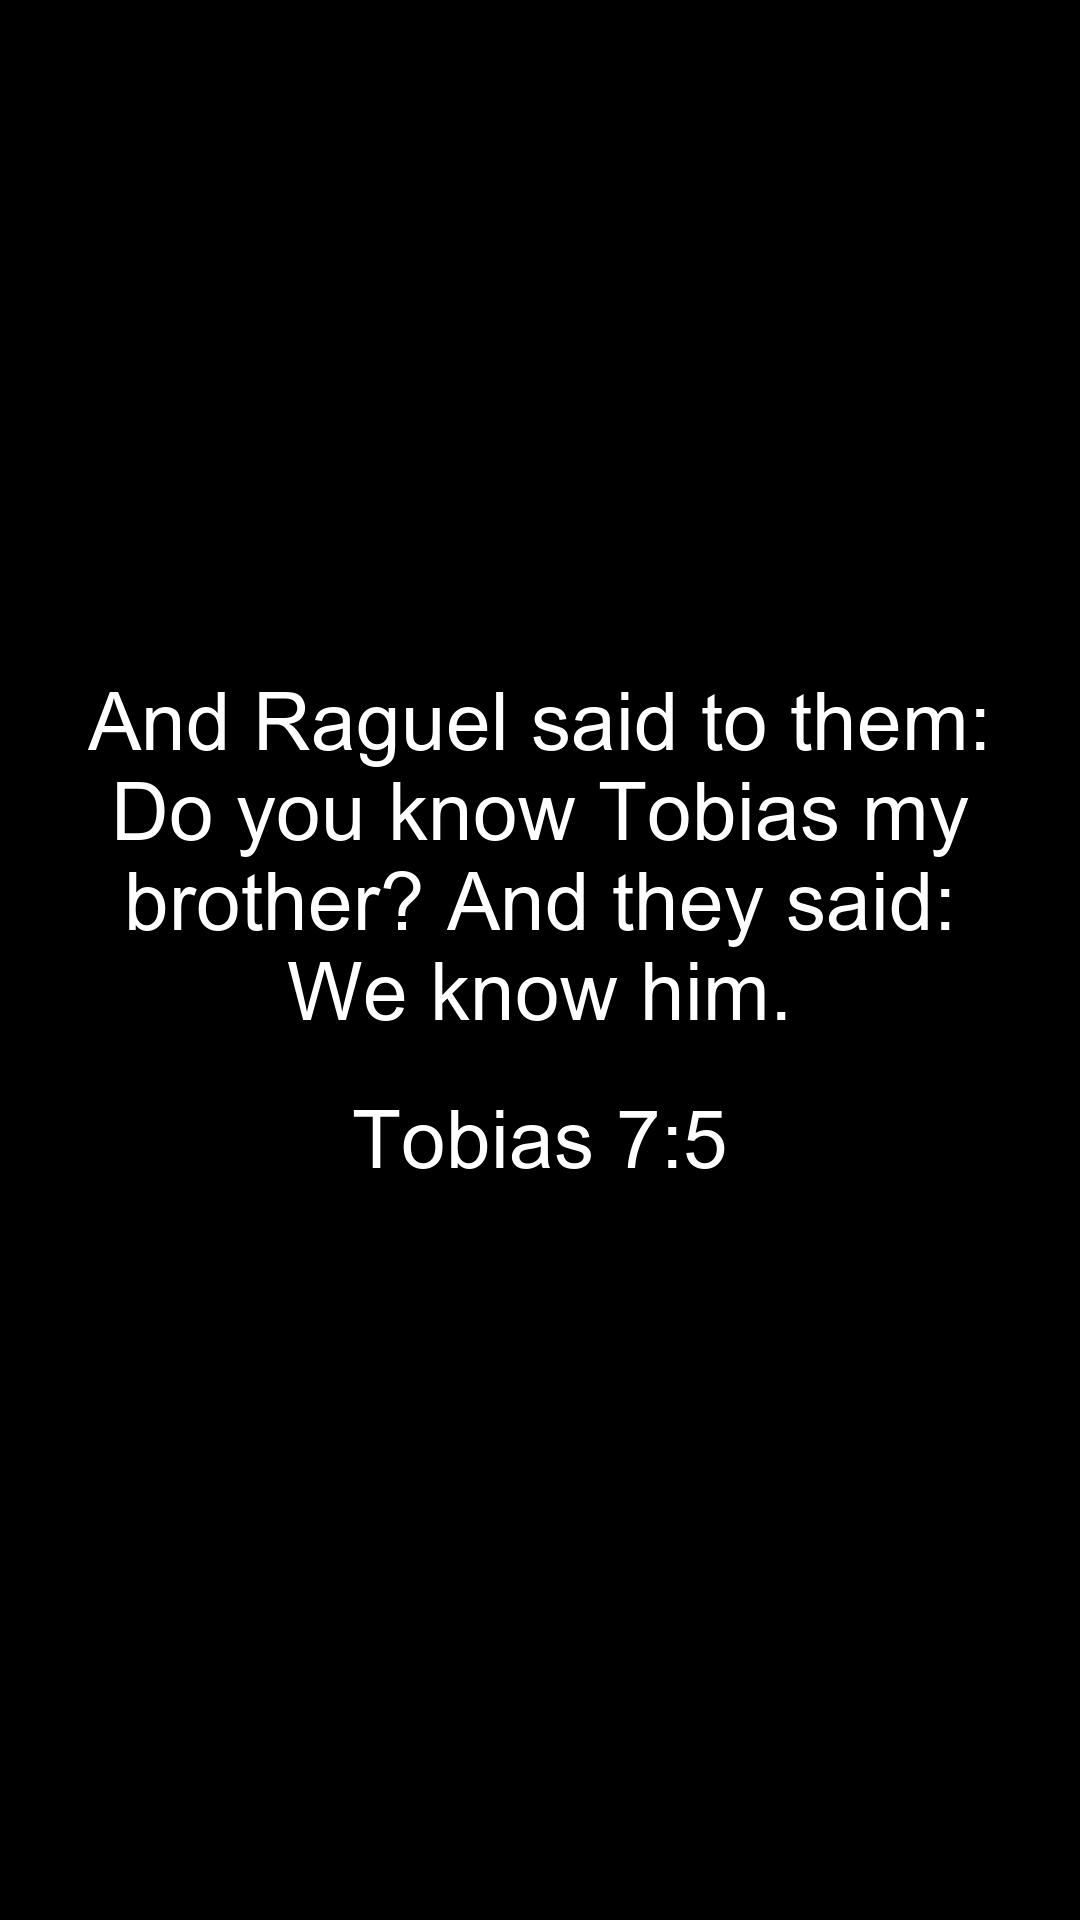 And Raguel said to them:
Do you know Tobias my
brother? And they said:
We know him.
Tobias 7:5